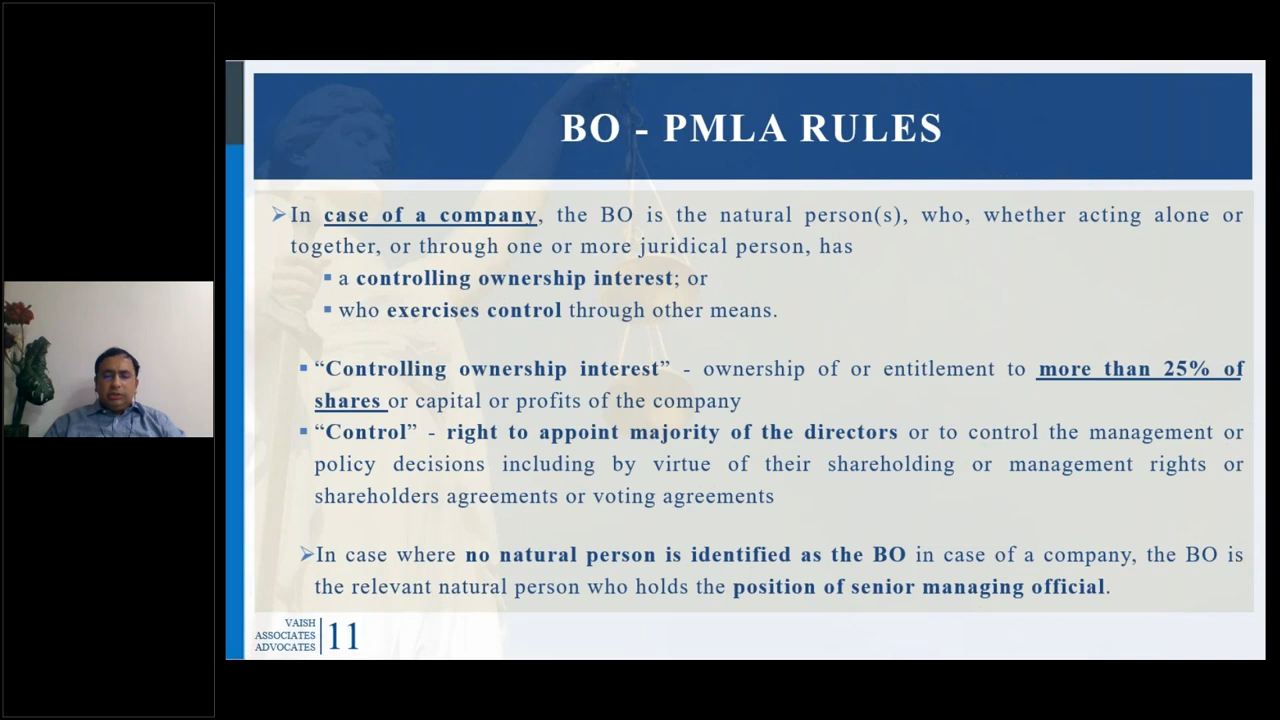 BO - PMLA RULES
In case of a company, the BO is the natural person(s), who, whether acting alone or
together, or through one or more juridical person, has
a controlling ownership interest; or
who exercises control through other means.
“Controlling ownership interest” - ownership of or entitlement to more than 25% of
shares or capital or profits of the company
“Control” - right to appoint majority of the directors or to control the management or
policy decisions including by virtue of their shareholding or management rights or
shareholders agreements or voting agreements
In case where no natural person is identified as the BO in case of a company, the BO is
the relevant natural person who holds the position of senior managing official.
VAISH
ASSOCIATES
ADVOCATES
11